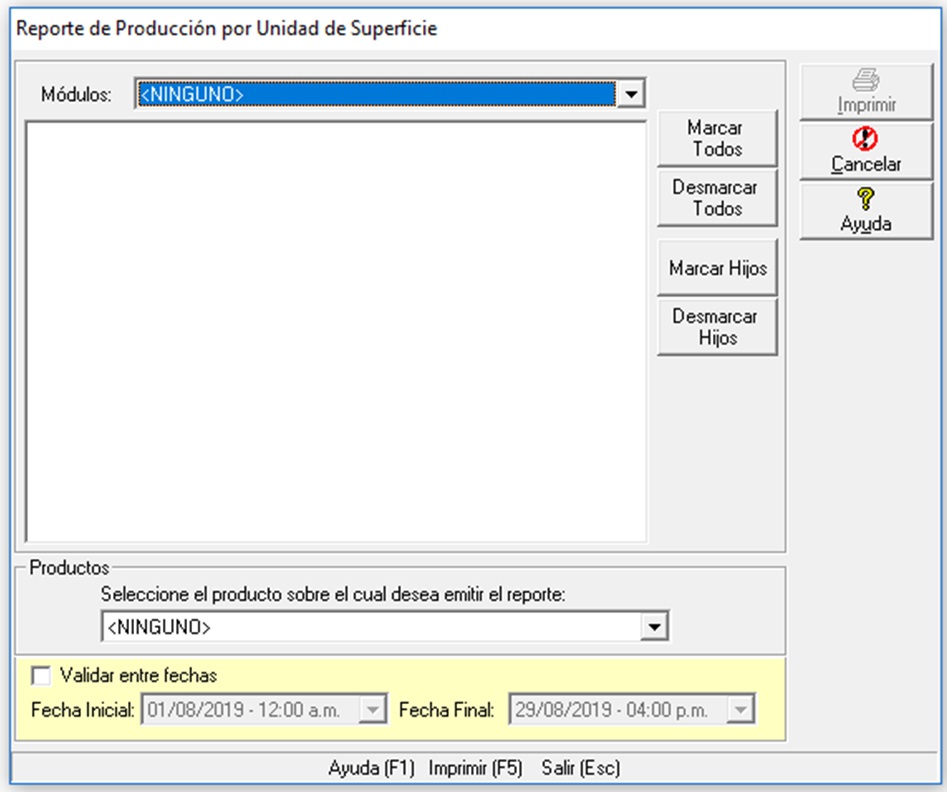 Reporte de Producción por Unidad de Superficie
Módulos: <NINGUNO>
Marcar
Todos
Desmarcar
Todos
Marcar Hijos
Desmarcar
Hijos
Imprimir
Cancelar
Ayuda
Productos
Seleccione el producto sobre el cual desea emitir el reporte:
<NINGUNO>
Validar entre fechas
Fecha Inicial: 01/08/2019 - 12:00 a.m. Fecha Final: 29/08/2019 - 04:00 p.m.
Ayuda (F1) Imprimir (F5) Salir (Esc)